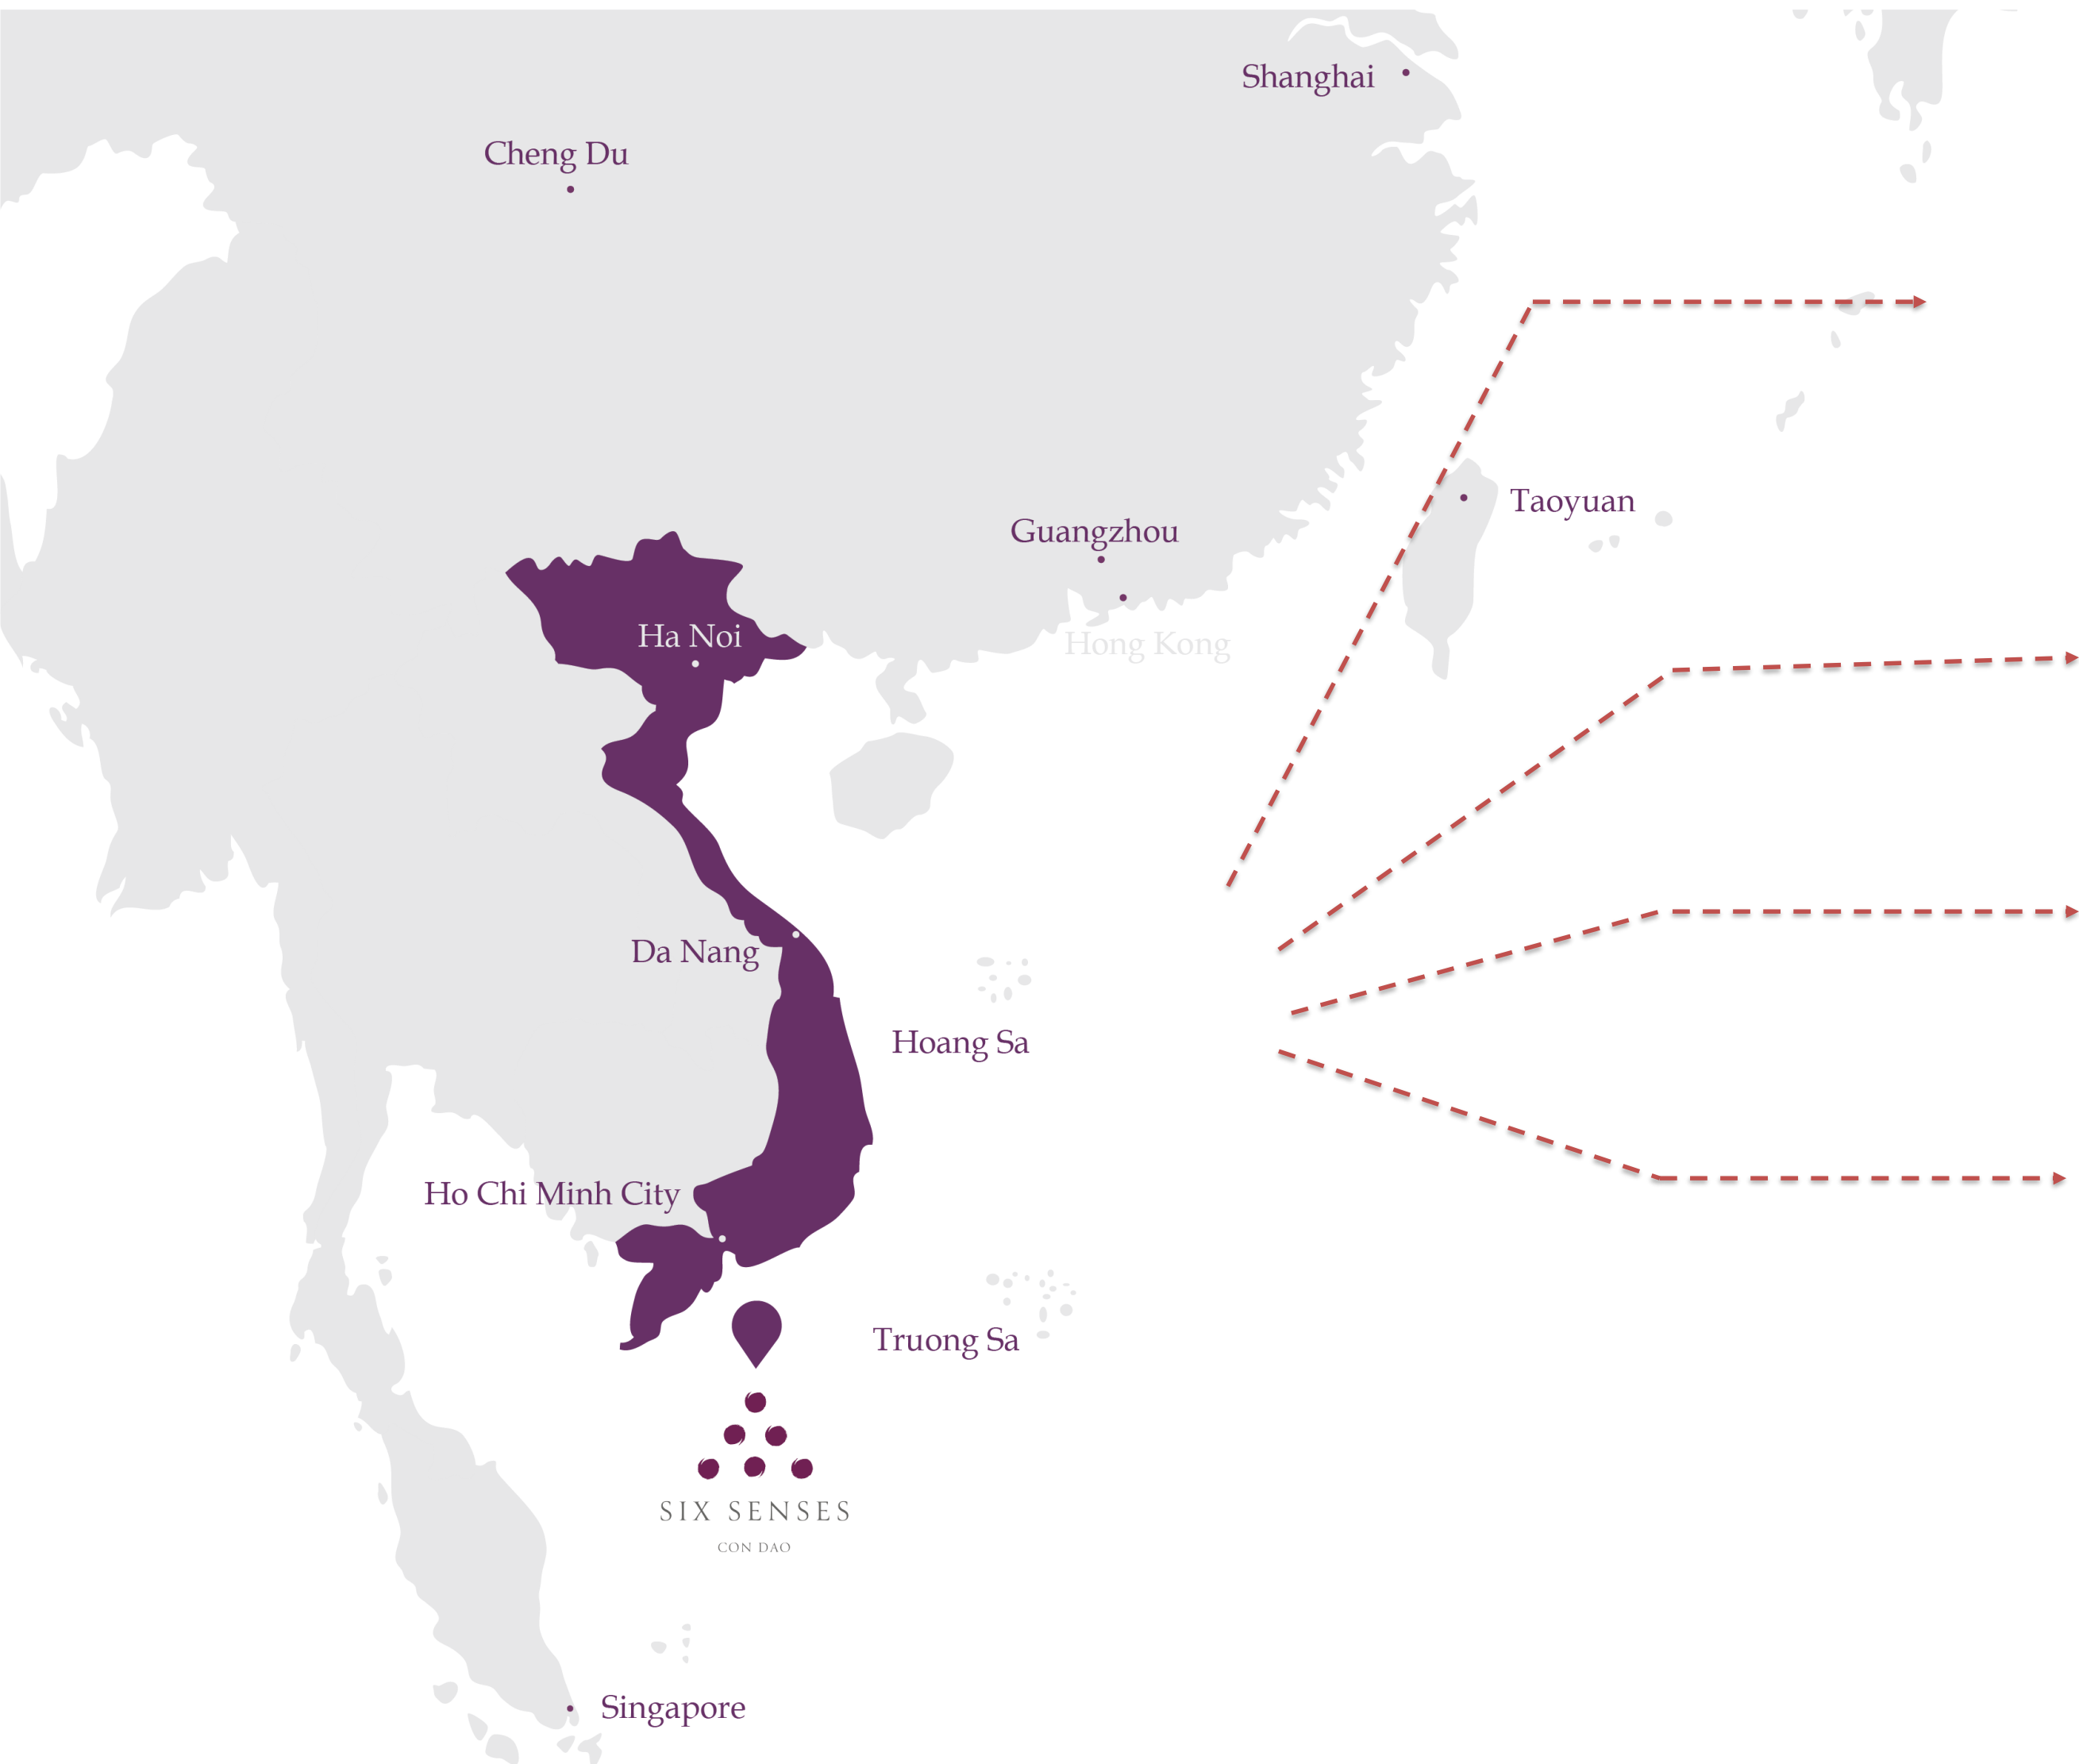 Shanghai
Cheng Du
Taoyuan
Guangzhou
Ha Noi
Hong Kong
Da Nang
Hoang Sa
Ho Chi Minh City
Truong Sa
SIX SENSES
CON DAO
Singapore